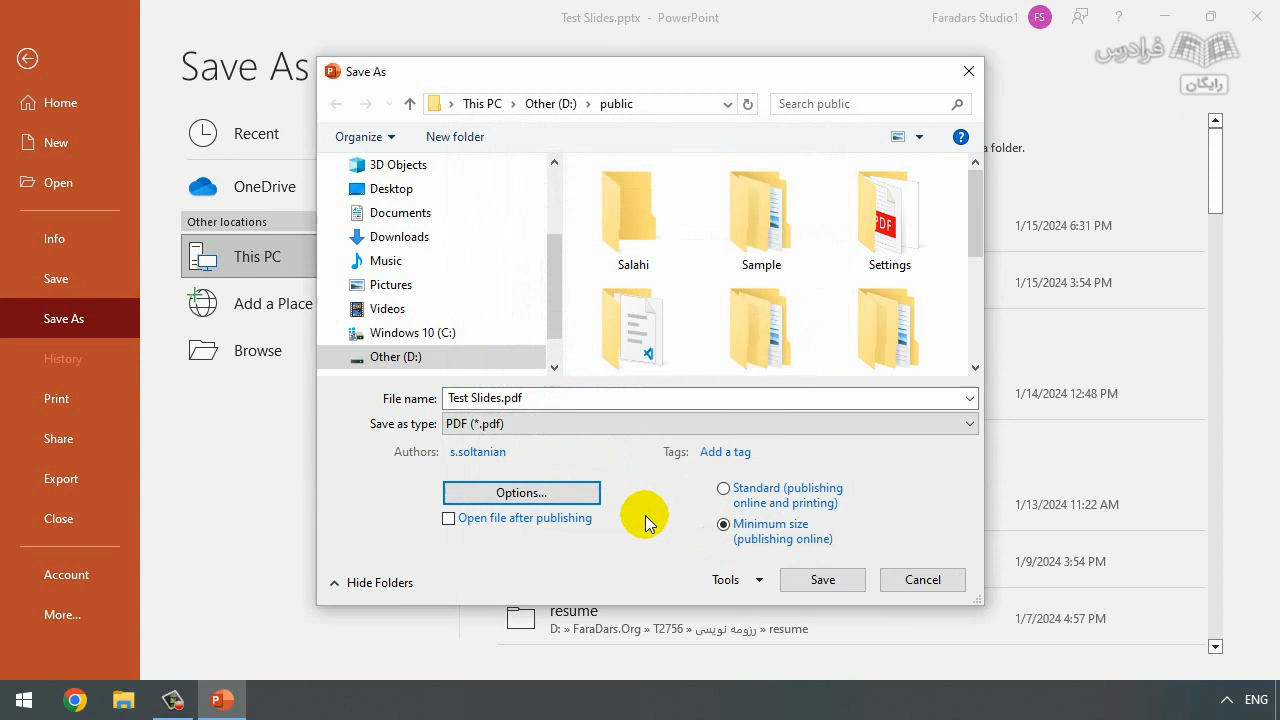 Test Slides.pptx - PowerPoint
Faradars Studio1
FS
?
فرادرس
رایگان
Home
New
Open
Info
Save
Save As
History
Print
Share
Export
Close
Account
More...
Save As
Recent
OneDrive
Other locations
This PC
Add a Place
Browse
a folder.
1/15/2024 6:31 PM
1/15/2024 3:54 PM
1/14/2024 12:48 PM
1/13/2024 11:22 AM
1/9/2024 3:54 PM
resume
1/7/2024 4:57 PM
D: » FaraDars.Org » T2756 » رزومه نویسی » resume
Save As
This PC > Other (D:) > public
Search public
Organize
New folder
?
3D Objects
Desktop
Documents
Downloads
Music
Pictures
Videos
Windows 10 (C:)
Other (D:)
PDF
Salahi
Sample
Settings
File name: Test Slides.pdf
Save as type: PDF (*.pdf)
Authors: s.soltanian
Tags: Add a tag
Options...
Open file after publishing
Standard (publishing
online and printing)
Minimum size
(publishing online)
Hide Folders
Tools
Save
Cancel
P
ENG